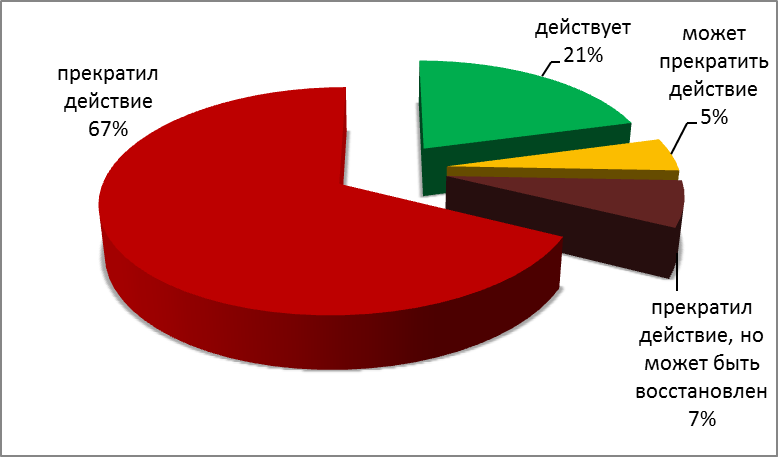 прекратил
действие
67%
действует
21%
может
прекратить
действие
5%
прекратил
действие, но
может быть
восстановлен
7%